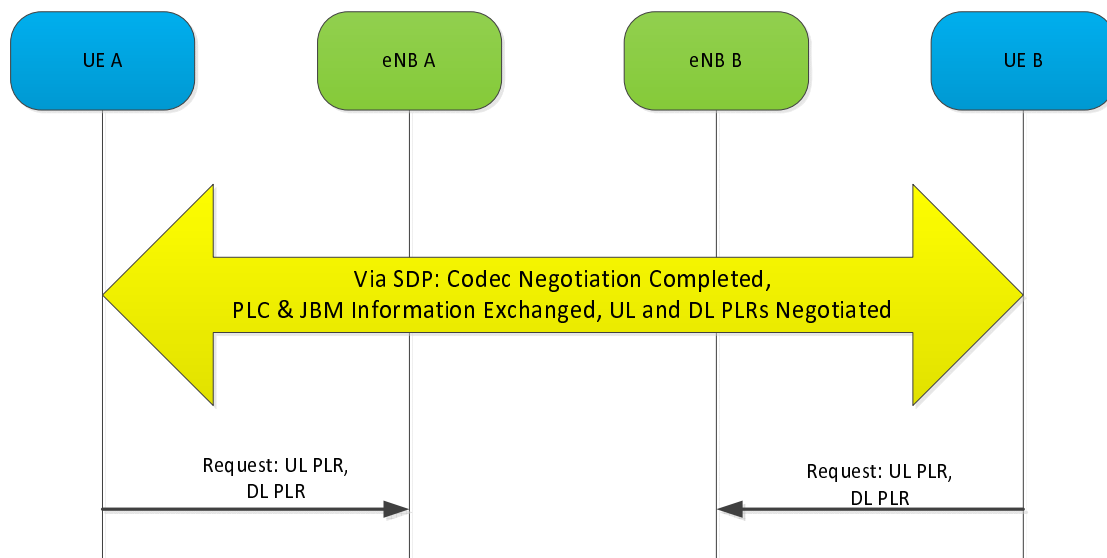 UE A
eNB A
eNB B
UE B
Via SDP: Codec Negotiation Completed,
PLC & JBM Information Exchanged, UL and DL PLRs Negotiated
Request: UL PLR,
DL PLR
Request: UL PLR,
DL PLR